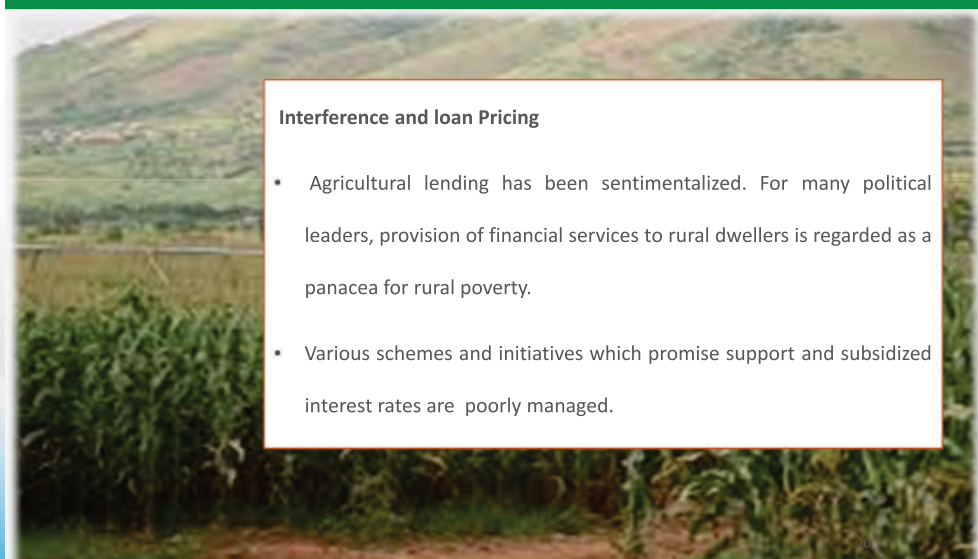 Interference and loan Pricing
• Agricultural lending has been sentimentalized. For many political
leaders, provision of financial services to rural dwellers is regarded as a
panacea for rural poverty.
• Various schemes and initiatives which promise support and subsidized
interest rates are poorly managed.